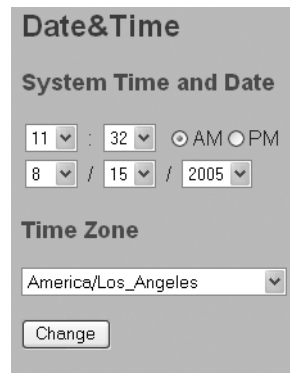 Date&Time
System Time and Date
11 : 32 AM PM
8 / 15 / 2005
Time Zone
America/Los_Angeles
Change